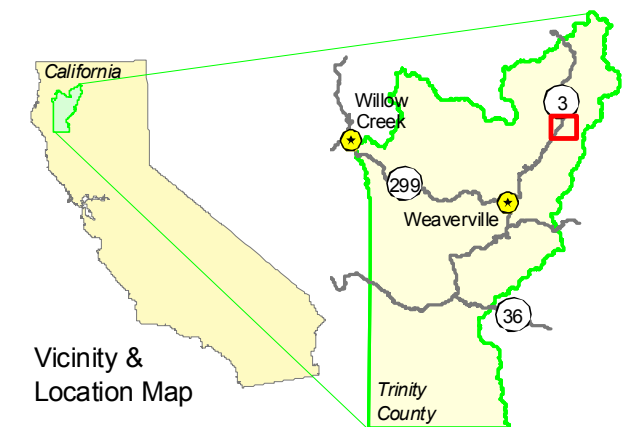 California
Willow
Creek
3
299
Weaverville
36
Vicinity &
Location Map
Trinity
County